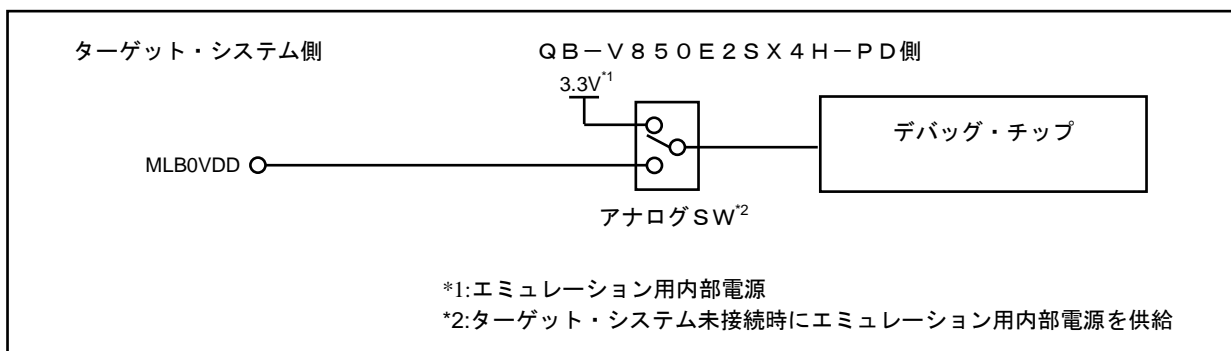 ターゲット・システム側
ＱＢ－Ｖ８５０Ｅ２ＳＸ４Ｈ－ＰＤ側
3.3V*1
デバッグ・チップ
MLB0VDD
アナログＳＷ*2
*1:エミュレーション用内部電源
*2:ターゲット・システム未接続時にエミュレーション用内部電源を供給